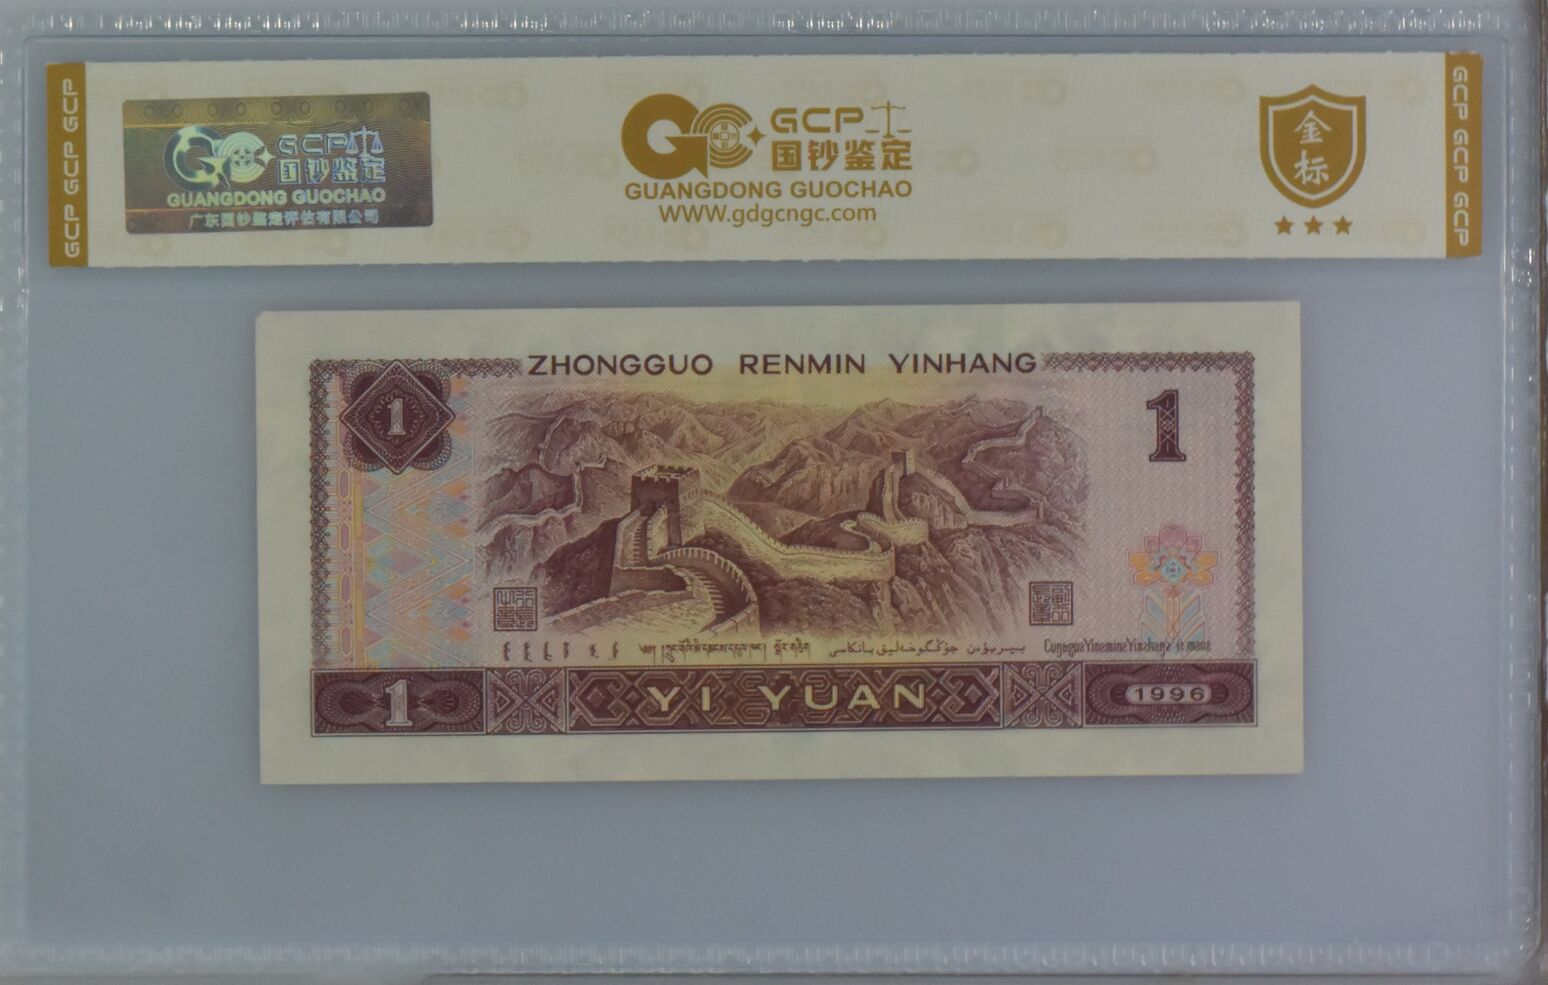 GCP GCP GCP
GCP
国钞鉴定
GUANGDONG GUOCHAO
广东国钞鉴定评估有限公司
GCP
国钞鉴定
GUANGDONG GUOCHAO
WWW.gdgcngc.com
金
标
GCP GCP GCP GCP
ZHONGGUO RENMIN YINHANG
1
1
1
YI YUAN
1996